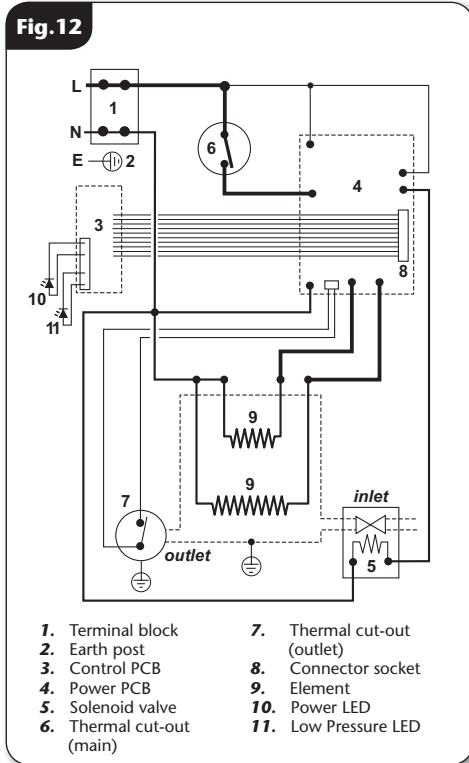 Fig.12
L
1
N
E
2
6
4
3
8
10
11
9
9
7
outlet
inlet
5
1. Terminal block
2. Earth post
3. Control PCB
4. Power PCB
5. Solenoid valve
6. Thermal cut-out
(main)
7. Thermal cut-out
(outlet)
8. Connector socket
9. Element
10. Power LED
11. Low Pressure LED